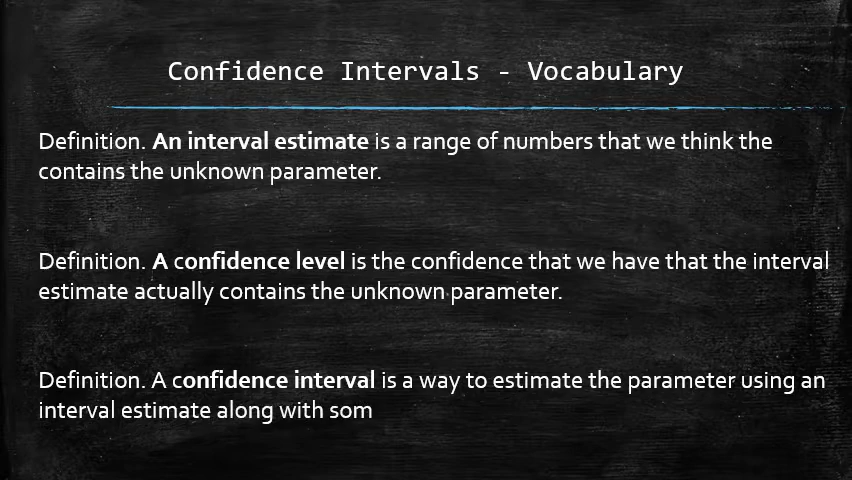 Confidence Intervals - Vocabulary
Definition. An interval estimate is a range of numbers that we think the
contains the unknown parameter.
Definition. A confidence level is the confidence that we have that the interval
estimate actually contains the unknown parameter.
Definition. A confidence interval is a way to estimate the parameter using an
interval estimate along with som